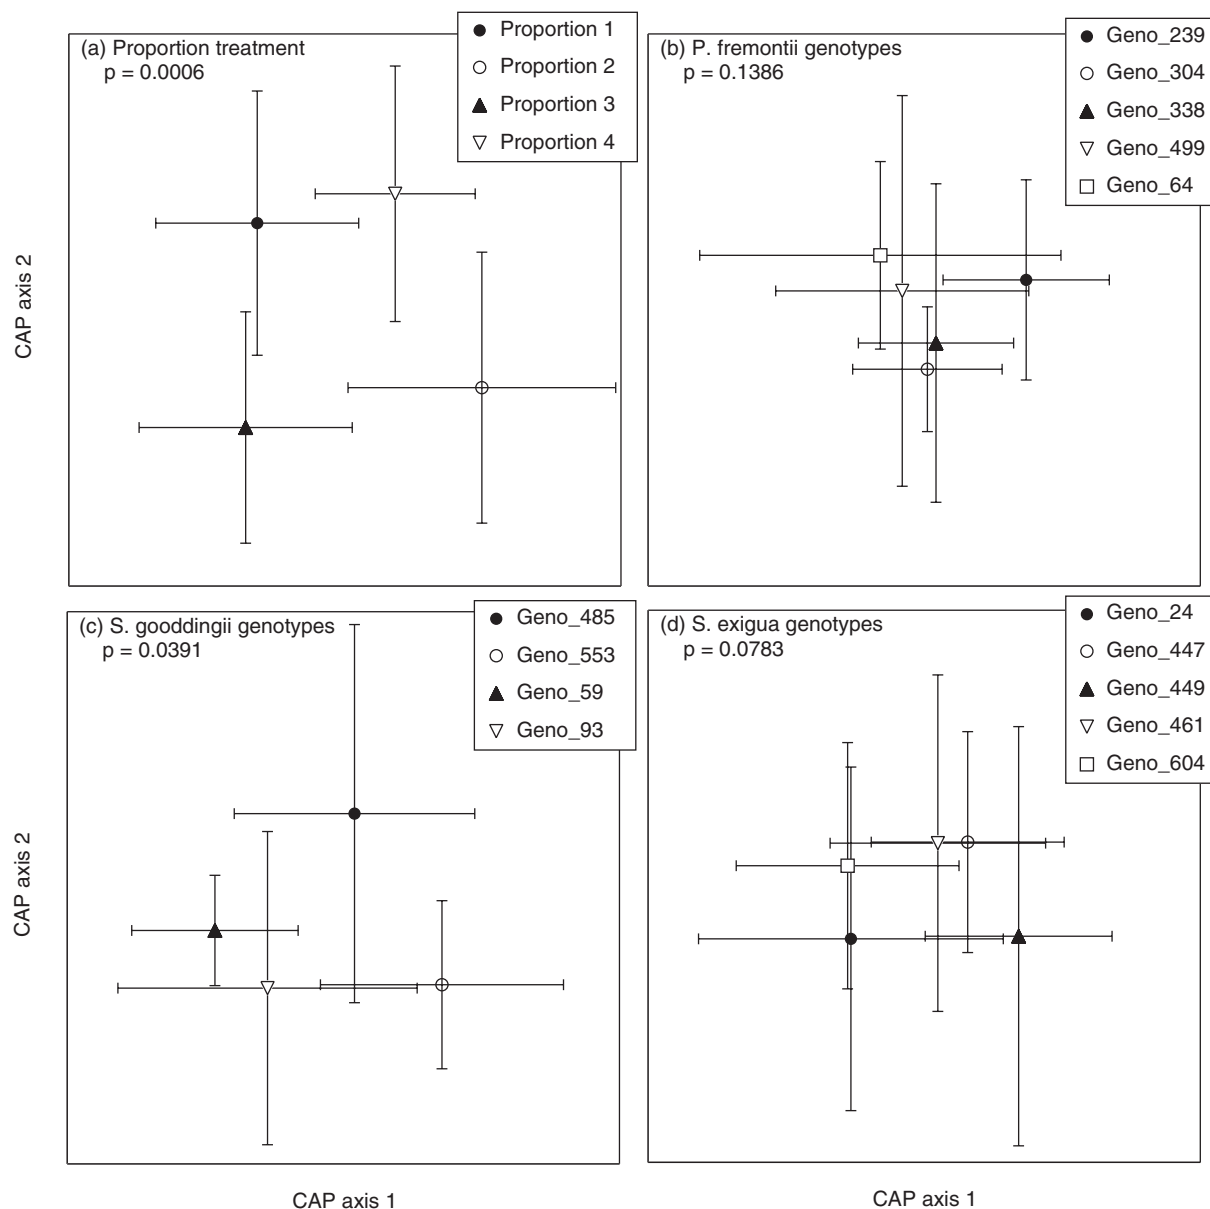 (a) Proportion treatment
p = 0.0006
Proportion 1
Proportion 2
Proportion 3
Proportion 4
CAP axis 2
(b) P. fremontii genotypes
p = 0.1386
Geno_239
Geno_304
Geno_338
Geno_499
Geno_64
(c) S. gooddingii genotypes
p = 0.0391
Geno_485
Geno_553
Geno_59
Geno_93
CAP axis 2
CAP axis 1
(d) S. exigua genotypes
p = 0.0783
Geno_24
Geno_447
Geno_449
Geno_461
Geno_604
CAP axis 1